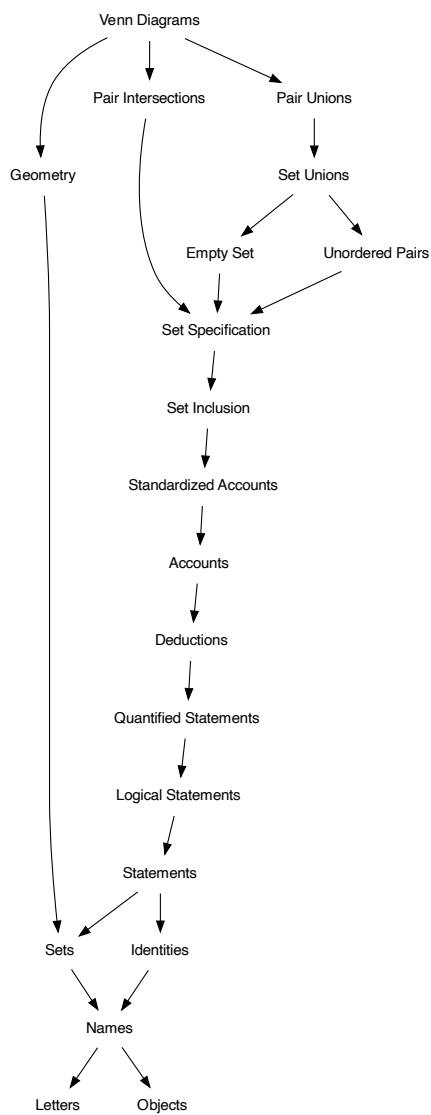 Venn Diagrams
Pair Intersections
Pair Unions
Geometry
Set Unions
Empty Set
Unordered Pairs
Set Specification
Set Inclusion
Standardized Accounts
Accounts
Deductions
Quantified Statements
Logical Statements
Statements
Sets
Identities
Names
Letters
Objects